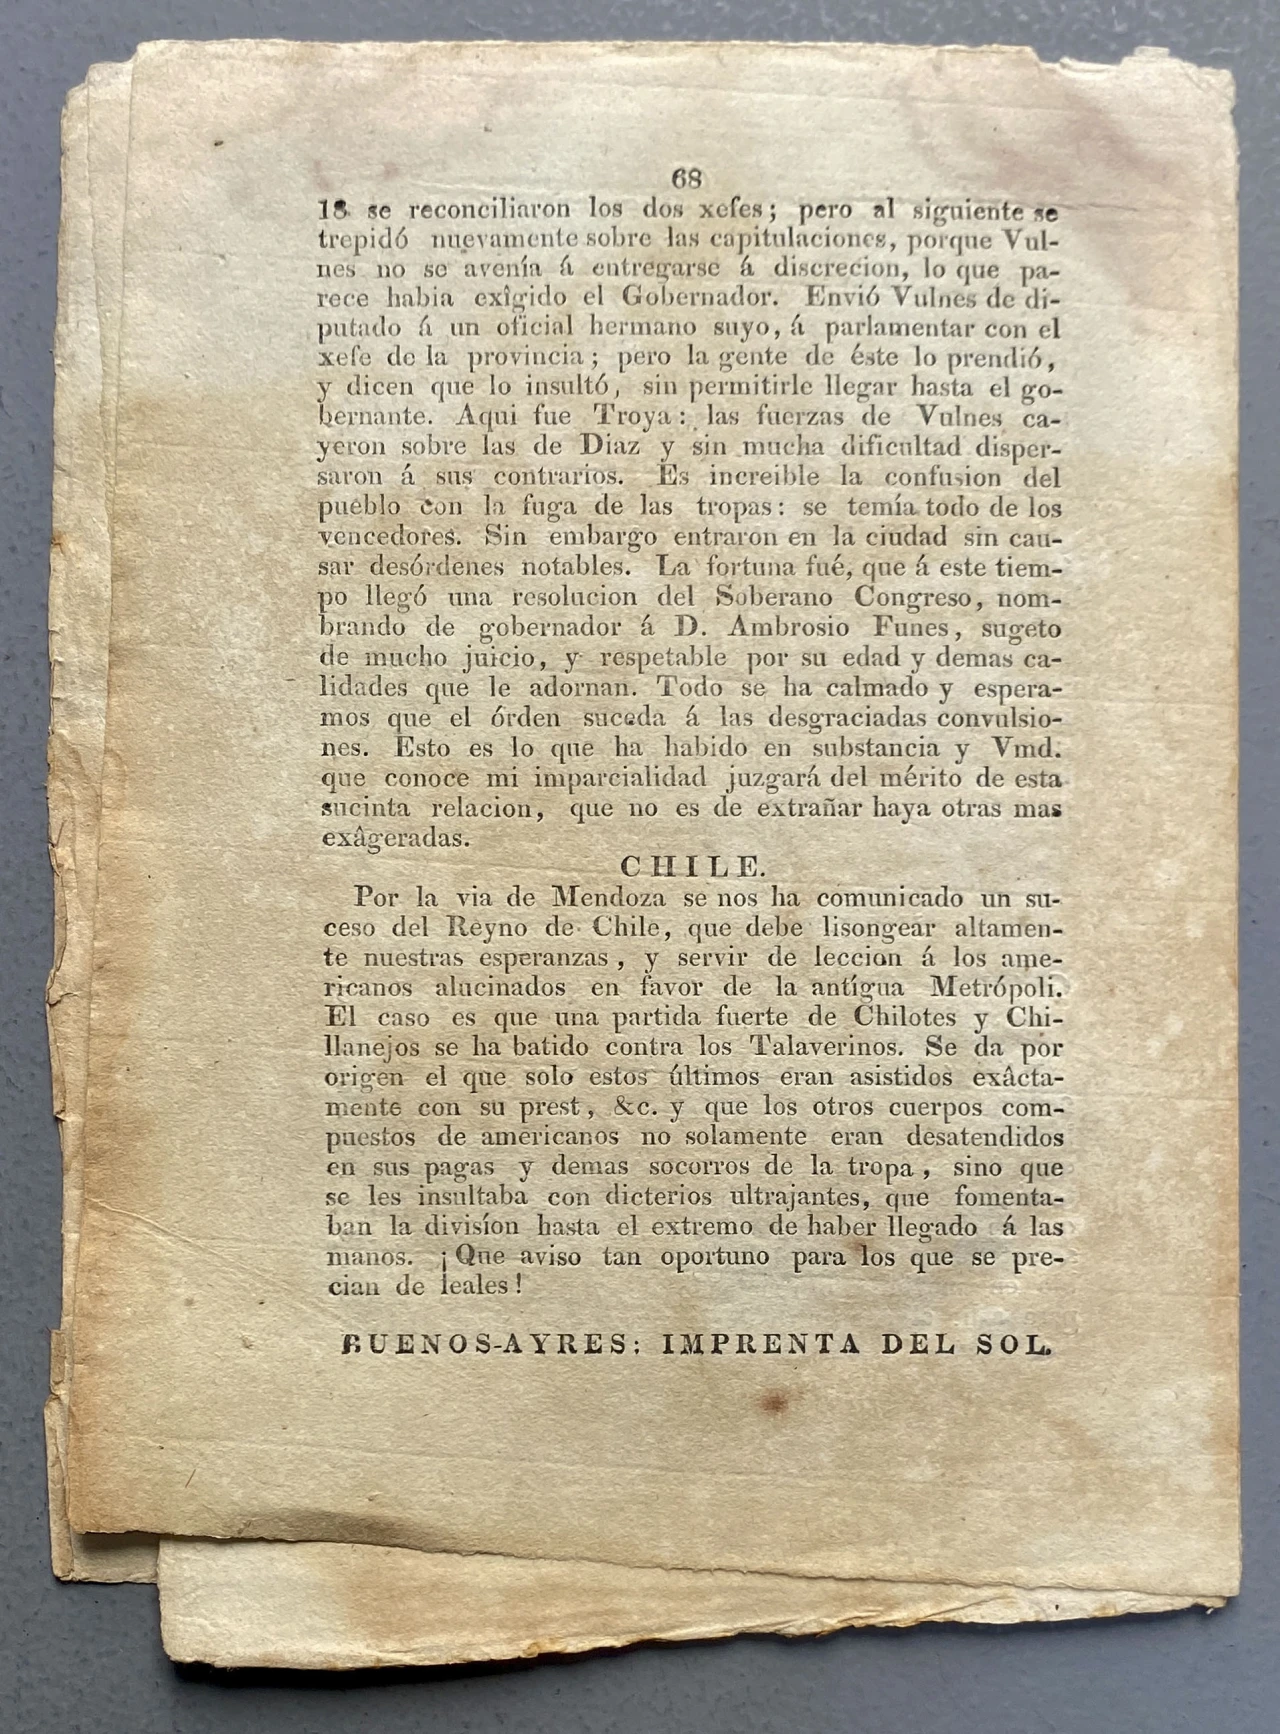 68
18 se reconciliaron los dos xefes; pero al siguiente se
trepidó nuevamente sobre las capitulaciones, porque Vul-
nes no se avenía á entregarse á discrecion, lo que pa-
rece habia exîgido el Gobernador. Envió Vulnes de di-
putado á un oficial hermano suyo, á parlamentar con el
xefe de la provincia; pero la gente de éste lo prendió,
y dicen que lo insultó, sin permitirle llegar hasta el go-
bernante. Aqui fue Troya: las fuerzas de Vulnes ca-
yeron sobre las de Diaz y sin mucha dificultad disper-
saron á sus contrarios. Es increible la confusion del
pueblo con la fuga de las tropas: se temía todo de los
vencedores. Sin embargo entraron en la ciudad sin cau-
sar desórdenes notables. La fortuna fué, que á este tiem-
po llegó una resolucion del Soberano Congreso, nom-
brando de gobernador á D. Ambrosio Funes, sugeto
de mucho juicio, y respetable por su edad y demas ca-
lidades que le adornan. Todo se ha calmado y espera-
mos que el órden suceda á las desgraciadas convulsio-
nes. Esto es lo que ha habido en substancia y Vmd.
que conoce mi imparcialidad juzgará del mérito de esta
sucinta relacion, que no es de extrañar haya otras mas
exâgeradas.
CHILE.
Por la via de Mendoza se nos ha comunicado un su-
ceso del Reyno de Chile, que debe lisongear altamen-
te nuestras esperanzas, y servir de leccion á los ame-
ricanos alucinados en favor de la antígua Metrópoli.
El caso es que una partida fuerte de Chilotes y Chi-
llanejos se ha batido contra los Talaverinos. Se da por
origen el que solo estos últimos eran asistidos exâcta-
mente con su prest, &c. y que los otros cuerpos com-
puestos de americanos no solamente eran desatendidos
en sus pagas y demas socorros de la tropa, sino que
se les insultaba con dicterios ultrajantes, que fomenta-
ban la divisíon hasta el extremo de haber llegado á las
manos. ¡Que aviso tan oportuno para los que se pre-
cian de leales!
BUENOS-AYRES: IMPRENTA DEL SOL.